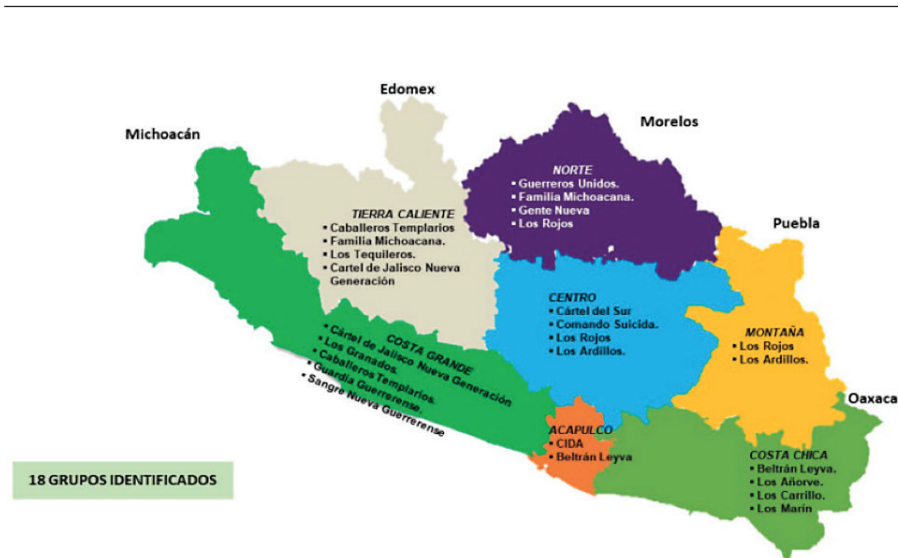 Edomex
Michoacán
Morelos
NORTE
▪ Guerreros Unidos.
▪ Familia Michoacana.
▪ Gente Nueva
▪ Los Rojos
Puebla
TIERRA CALIENTE
▪ Caballeros Templarios
▪ Familia Michoacana.
▪ Los Tequileros.
▪ Cartel de Jalisco Nueva
Generación
CENTRO
▪ Cártel del Sur
▪ Comando Suicida.
▪ Los Rojos
▪ Los Ardillos.
MONTAÑA
▪ Los Rojos
▪ Los Ardillos.
COSTA GRANDE
▪ Cártel de Jalisco Nueva Generación
▪ Los Granados.
▪ Caballeros Templarios.
▪ Guardia Guerrerense.
▪ Sangre Nueva Guerrerense
Oaxaca
ACAPULCO
▪ CIDA
▪ Beltrán Leyva
COSTA CHICA
▪ Beltrán Leyva.
▪ Los Añorve.
▪ Los Carrillo.
▪ Los Marín
18 GRUPOS IDENTIFICADOS